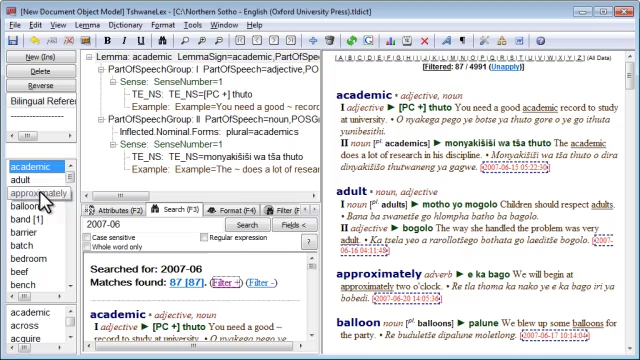 [New Document Object Model] TshwaneLex - [C:\Northern Sotho - English (Oxford University Press).tldict]
File Edit View Lemma Dictionary Format Tools Window Help
New (Ins)
Delete
Reverse
Bilingual Referen
--------------
academic
adult
approximately
balloon
band [1]
barrier
batch
bedroom
beef
bench
academic
across
acquire
Lemma: academic LemmaSign=academic,PartOfSp
PartOfSpeechGroup: I PartOfSpeech=adjective,POSGro
Sense: SenseNumber=1
TE_NS: TE_NS=[PC +] thuto
Example: Example=You need a good ~ recor
PartOfSpeechGroup: II PartOfSpeech=noun,POSGrou
Inflected.Nominal.Forms: plural=academics
Sense: SenseNumber=1
TE_NS: TE_NS=monyakišiši wa tša thuto
Example: Example=The ~ does a lot of resea
Attributes (F2) Search (F3) Format (F4) Filter (F
2007-06 Search
Case sensitive Regular expression Fields <
Whole word only ?
Searched for: 2007-06
Matches found: 87 [87]. (Filter +) (Filter -)
academic • adjective, noun
I adjective ► [PC +] thuto You need a good ~
record to study at university. • O nyakega pego
A B C D E F G H I J K L M N O P Q R S T U V W X Y Z (All Data)
[Filtered: 87 / 4991 (Unapply)]
academic • adjective, noun
I adjective ► [PC +] thuto You need a good academic record to study
at university. • O nyakega pego ye botse ya thuto gore o ye go ithuta
yunibesithi.
II noun [pl academics] ► monyakišiši wa tša thuto The academic
does a lot of research in his discipline. • Monyakišiši wa tša thuto o dira
dinyakišišo thutwaneng ya gagwe. [2007-06-15 05:22:30]
adult • noun, adjective
I noun [pl adults] ► motho yo mogolo Children should respect adults.
• Bana ba swanetše go hlompha batho ba bagolo.
II adjective ► bogolo The way she handled the problem was very
adult. • Ka tsela yeo a rarollotšego bothata go laeditše bogolo. [2007-
06-16 04:11:48]
approximately adverb ► e ka bago We will begin at
approximately two o'clock. • Re tla thoma ka nako ye e ka bago iri ya
bobedi. [2007-06-20 14:05:36]
balloon noun [pl balloons] ► palune We blew up some balloons for
the party. • Re buduletše dipalune moletlong. [2007-06-17 10:14:04]